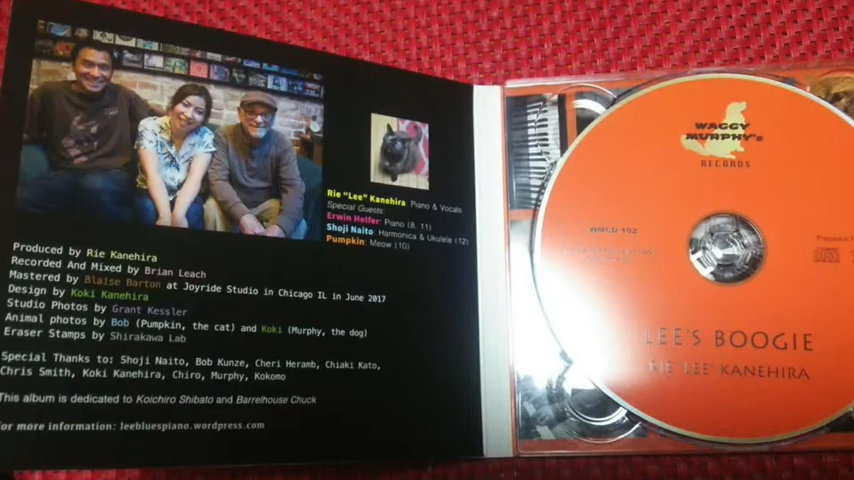 Rie "Lee" Kanehira: Piano & Vocals
Special Guests:
Erwin Helfer: Piano (8, 11)
Shoji Naito: Harmonica & Ukulele (12)
Pumpkin: Meow (10)
Produced by Rie Kanehira
Recorded And Mixed by Brian Leach
Mastered by Blaise Barton at Joyride Studio in Chicago IL in June 2017
Design by Koki Kanehira
Studio Photos by Grant Kessler
Animal photos by Bob (Pumpkin, the cat) and Koki (Murphy, the dog)
Eraser Stamps by Shirakawa Lab
Special Thanks to: Shoji Naito, Bob Kunze, Cheri Heramb, Chiaki Kato,
Chris Smith, Koki Kanehira, Chiro, Murphy, Kokomo
This album is dedicated to Koichiro Shibato and Barrelhouse Chuck
For more information: leebluespiano.wordpress.com
WAGGY
MURPHY's
RECORDS
WMCD-102
LEE'S BOOGIE
RIE "LEE" KANEHIRA